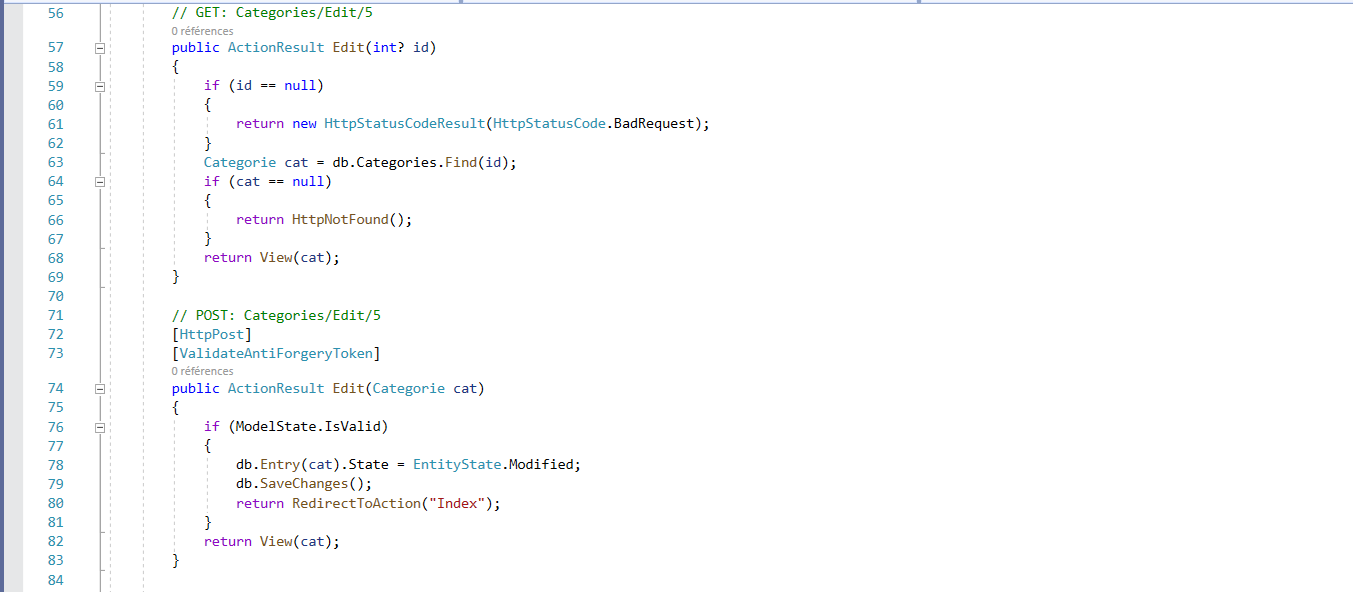 56 // GET: Categories/Edit/5
0 références
57 public ActionResult Edit(int? id)
58 {
59 if (id == null)
60 {
61 return new HttpStatusCodeResult(HttpStatusCode.BadRequest);
62 }
63 Categorie cat = db.Categories.Find(id);
64 if (cat == null)
65 {
66 return HttpNotFound();
67 }
68 return View(cat);
69 }
70
71 // POST: Categories/Edit/5
72 [HttpPost]
73 [ValidateAntiForgeryToken]
0 références
74 public ActionResult Edit(Categorie cat)
75 {
76 if (ModelState.IsValid)
77 {
78 db.Entry(cat).State = EntityState.Modified;
79 db.SaveChanges();
80 return RedirectToAction("Index");
81 }
82 return View(cat);
83 }
84